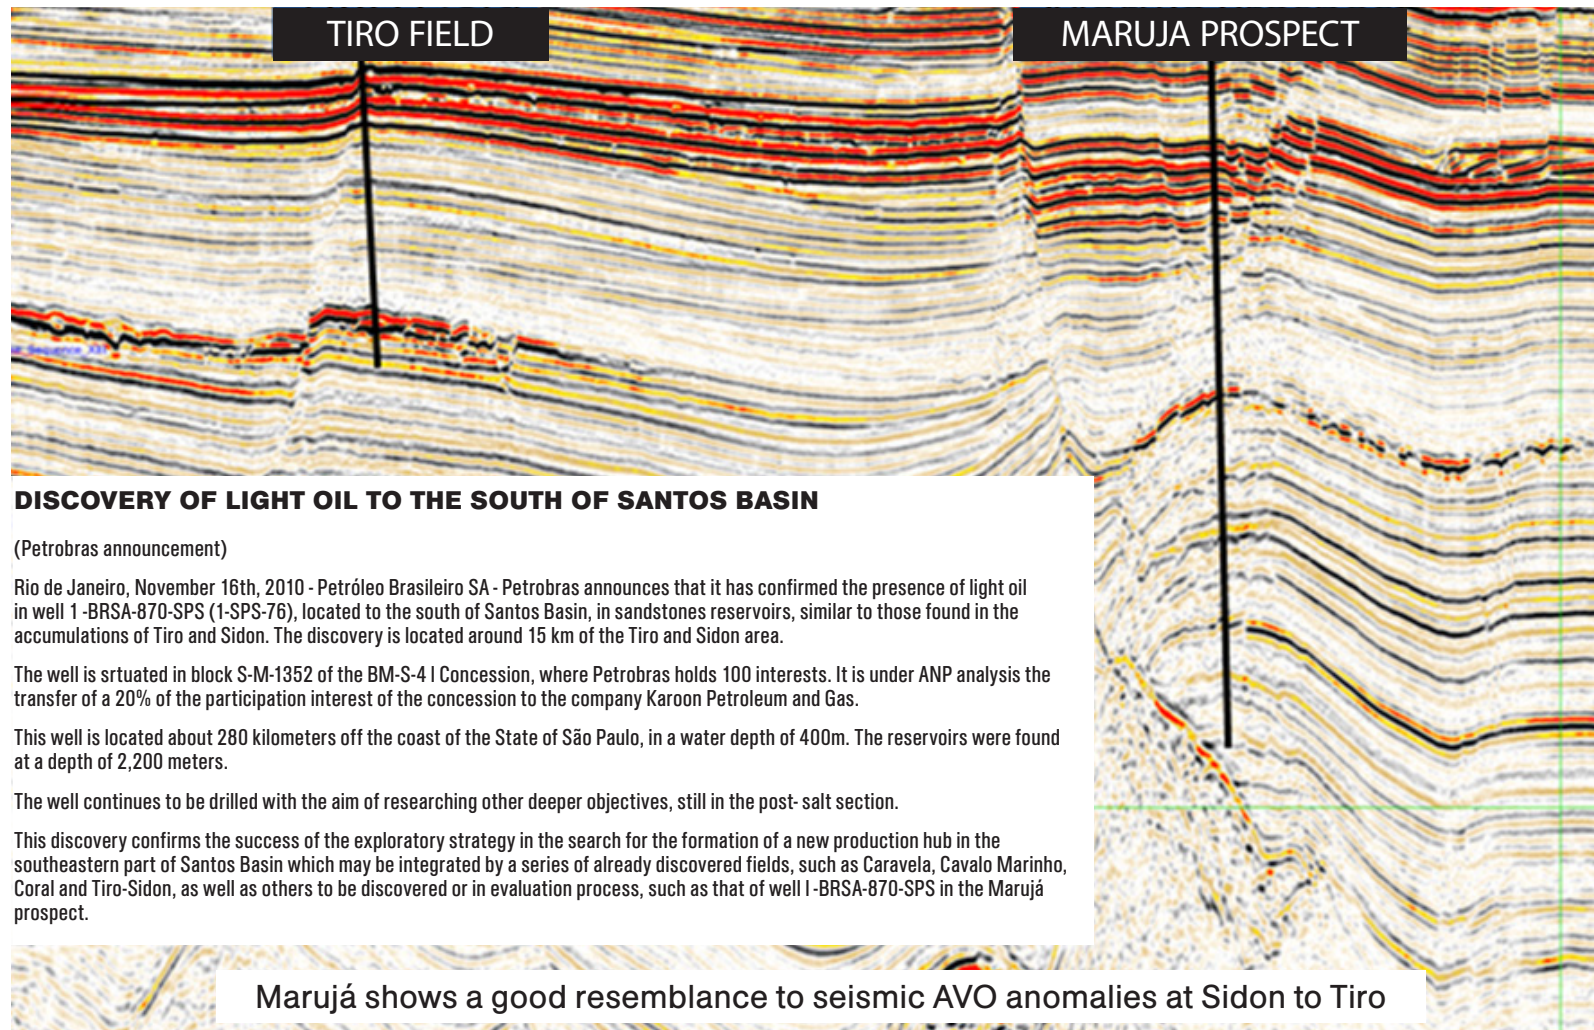 TIRO FIELD
MARUJA PROSPECT
DISCOVERY OF LIGHT OIL TO THE SOUTH OF SANTOS BASIN
(Petrobras announcement)
Rio de Janeiro, November 16th, 2010 - Petróleo Brasileiro SA - Petrobras announces that it has confirmed the presence of light oil
in well 1 -BRSA-870-SPS (1-SPS-76), located to the south of Santos Basin, in sandstones reservoirs, similar to those found in the
accumulations of Tiro and Sidon. The discovery is located around 15 km of the Tiro and Sidon area.
The well is srtuated in block S-M-1352 of the BM-S-4 I Concession, where Petrobras holds 100 interests. It is under ANP analysis the
transfer of a 20% of the participation interest of the concession to the company Karoon Petroleum and Gas.
This well is located about 280 kilometers off the coast of the State of São Paulo, in a water depth of 400m. The reservoirs were found
at a depth of 2,200 meters.
The well continues to be drilled with the aim of researching other deeper objectives, still in the post- salt section.
This discovery confirms the success of the exploratory strategy in the search for the formation of a new production hub in the
southeastern part of Santos Basin which may be integrated by a series of already discovered fields, such as Caravela, Cavalo Marinho,
Coral and Tiro-Sidon, as well as others to be discovered or in evaluation process, such as that of well I -BRSA-870-SPS in the Marujá
prospect.
Marujá shows a good resemblance to seismic AVO anomalies at Sidon to Tiro